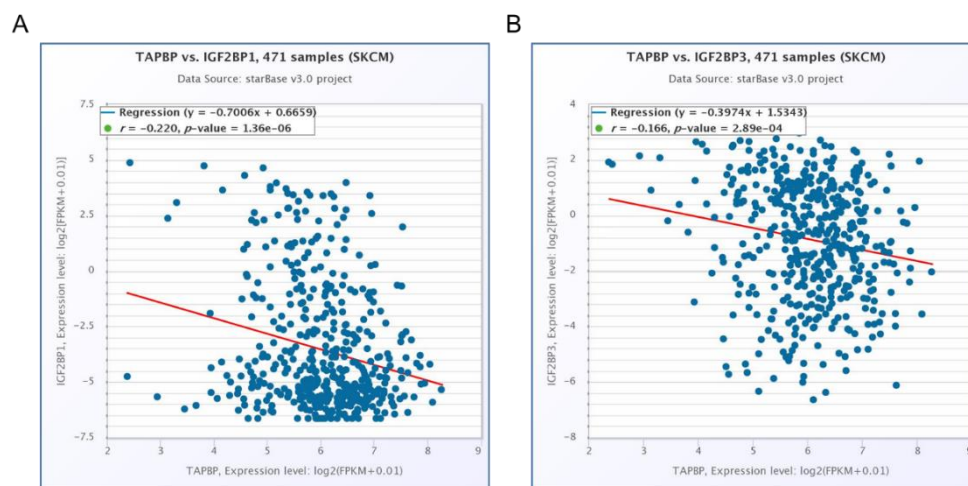 A
TAPBP vs. IGF2BP1, 471 samples (SKCM)
Data Source: starBase v3.0 project
7.5
Regression (y = −0.7006x + 0.6659)
r = −0.220, p-value = 1.36e-06
5
2.5
0
−2.5
−5
−7.5
IGF2BP1, Expression level: log2[FPKM+0.01)]
2
3
4
5
6
7
8
9
TAPBP, Expression level: log2(FPKM+0.01)
B
TAPBP vs. IGF2BP3, 471 samples (SKCM)
Data Source: starBase v3.0 project
4
Regression (y = −0.3974x + 1.5343)
r = −0.166, p-value = 2.89e-04
2
0
−2
−4
−6
−8
IGF2BP3, Expression level: log2[FPKM+0.01)]
2
3
4
5
6
7
8
9
TAPBP, Expression level: log2(FPKM+0.01)